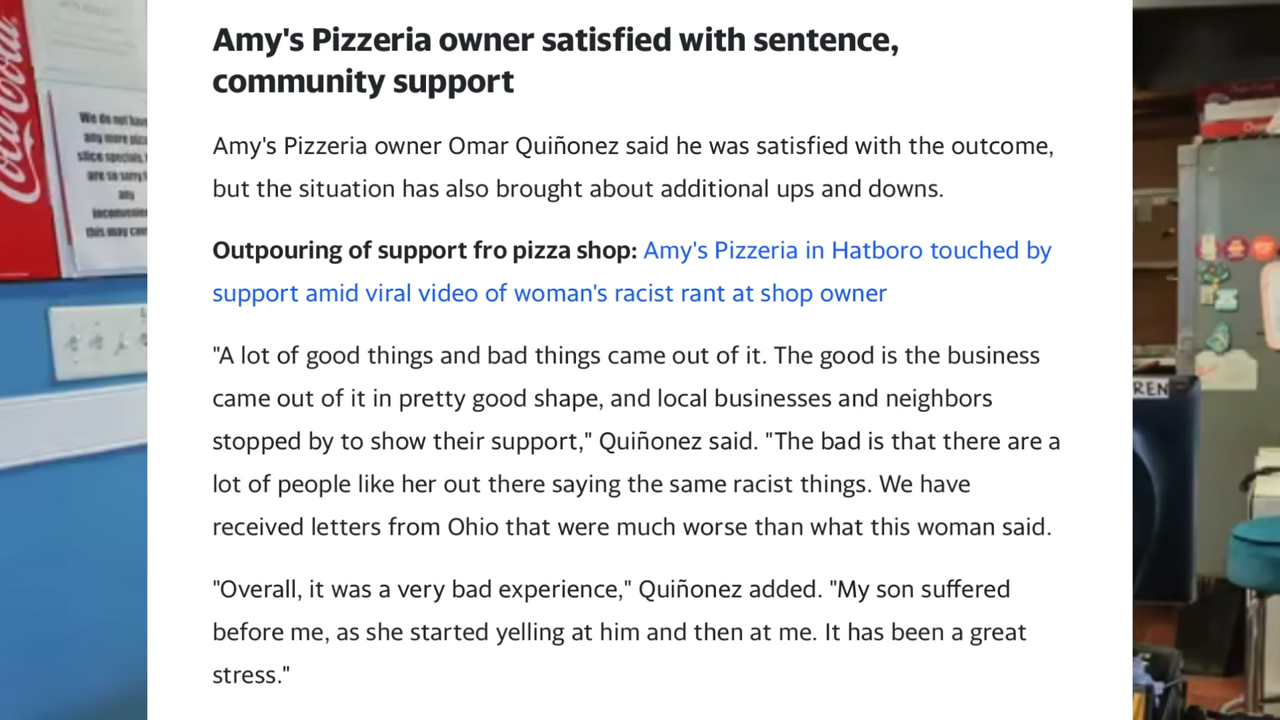 Amy's Pizzeria owner satisfied with sentence,
community support
Amy's Pizzeria owner Omar Quiñonez said he was satisfied with the outcome,
but the situation has also brought about additional ups and downs.
Outpouring of support fro pizza shop: Amy's Pizzeria in Hatboro touched by
support amid viral video of woman's racist rant at shop owner
"A lot of good things and bad things came out of it. The good is the business
came out of it in pretty good shape, and local businesses and neighbors
stopped by to show their support," Quiñonez said. "The bad is that there are a
lot of people like her out there saying the same racist things. We have
received letters from Ohio that were much worse than what this woman said.
"Overall, it was a very bad experience," Quiñonez added. "My son suffered
before me, as she started yelling at him and then at me. It has been a great
stress."
Coca-Cola
We do not have
any more pizza
slice specials,
are so sorry
any
this may
REN